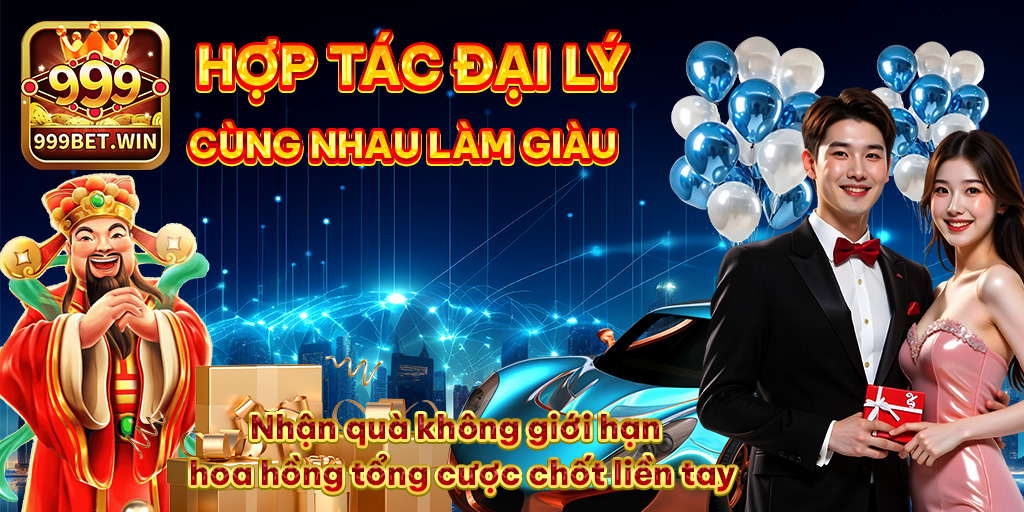 999
999BET.WIN
HỢP TÁC ĐẠI LÝ
CÙNG NHAU LÀM GIÀU
Nhận quà không giới hạn
hoa hồng tổng cược chốt liền tay